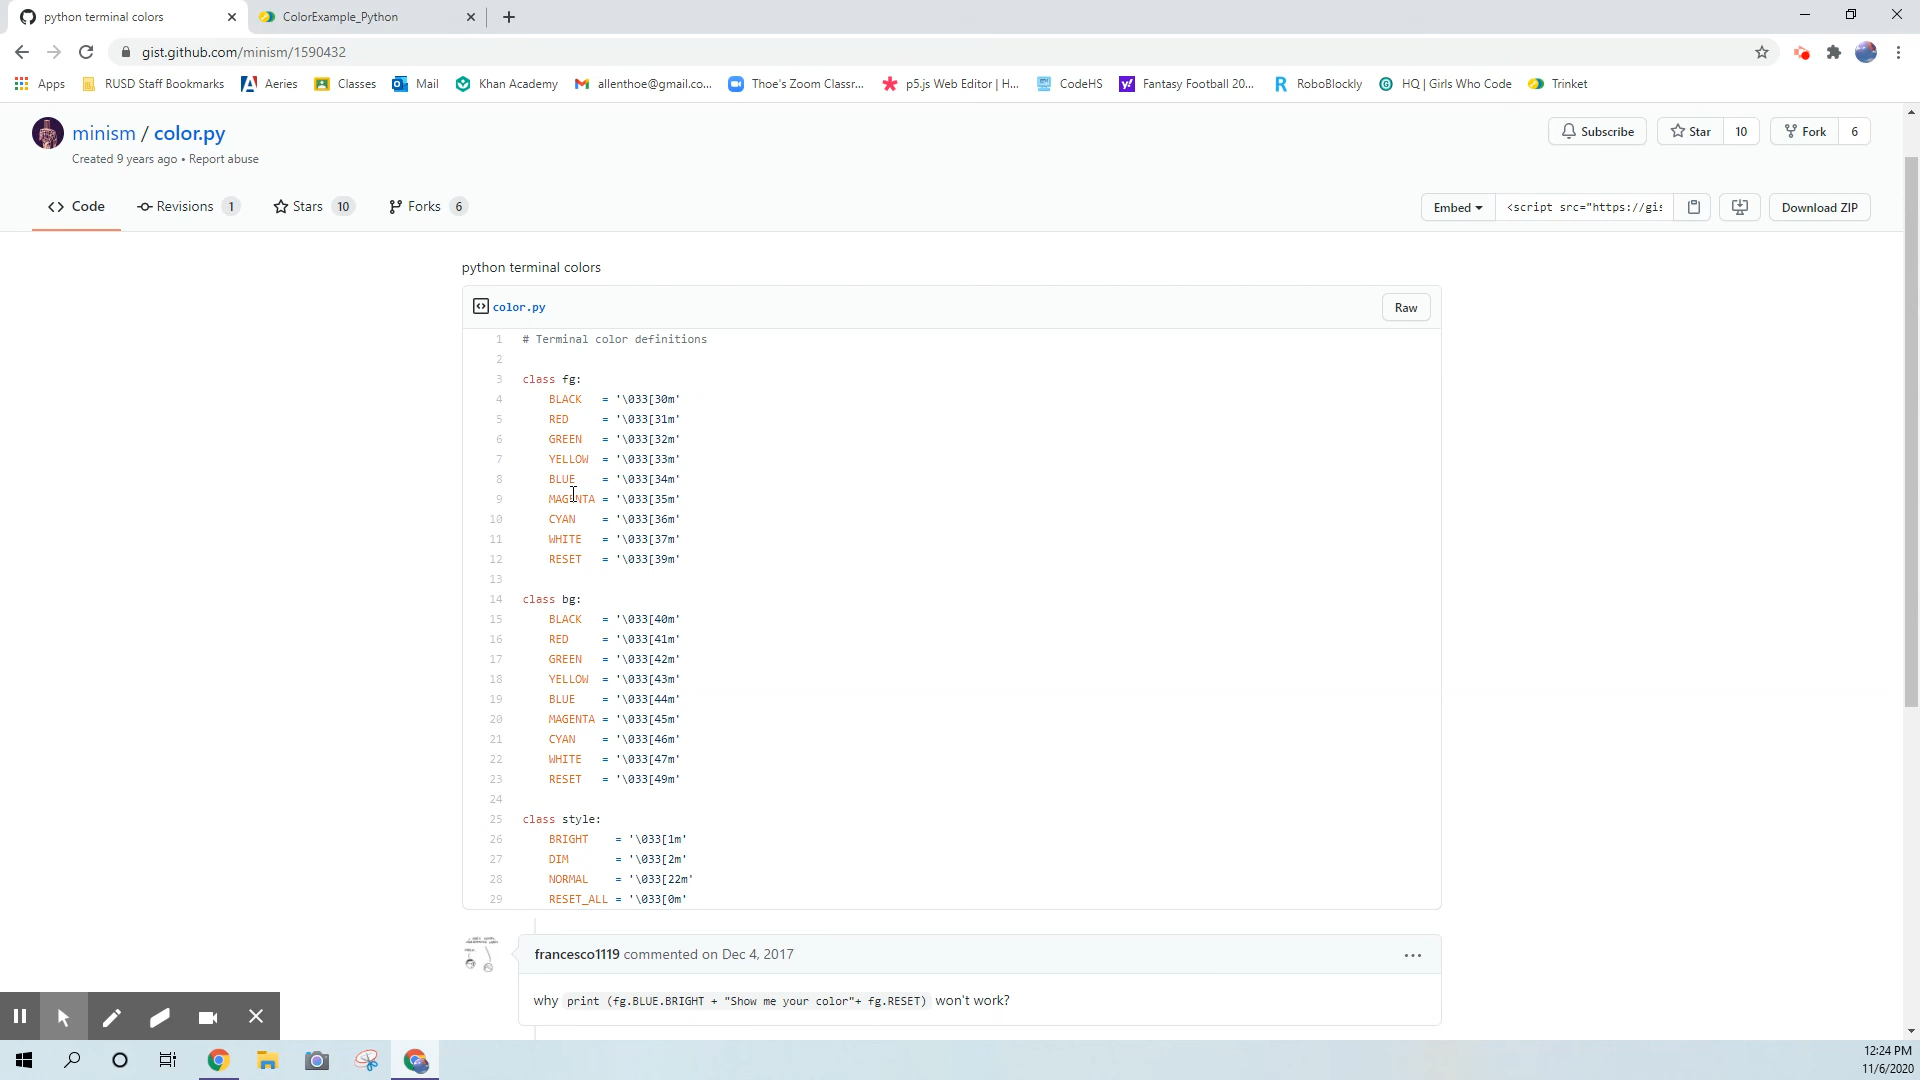 python terminal colors
ColorExample_Python
gist.github.com/minism/1590432
Apps RUSD Staff Bookmarks Aeries Classes Mail Khan Academy allenthoe@gmail.co... Thoe's Zoom Classr... p5.js Web Editor | H... CodeHS Fantasy Football 20... RoboBlockly HQ | Girls Who Code Trinket
minism / color.py
Created 9 years ago • Report abuse
Subscribe Star 10 Fork 6
Code Revisions 1 Stars 10 Forks 6
Embed <script src="https://gis Download ZIP
python terminal colors
color.py Raw
1 # Terminal color definitions
2
3 class fg:
4 BLACK = '\033[30m'
5 RED = '\033[31m'
6 GREEN = '\033[32m'
7 YELLOW = '\033[33m'
8 BLUE = '\033[34m'
9 MAGENTA = '\033[35m'
10 CYAN = '\033[36m'
11 WHITE = '\033[37m'
12 RESET = '\033[39m'
13
14 class bg:
15 BLACK = '\033[40m'
16 RED = '\033[41m'
17 GREEN = '\033[42m'
18 YELLOW = '\033[43m'
19 BLUE = '\033[44m'
20 MAGENTA = '\033[45m'
21 CYAN = '\033[46m'
22 WHITE = '\033[47m'
23 RESET = '\033[49m'
24
25 class style:
26 BRIGHT = '\033[1m'
27 DIM = '\033[2m'
28 NORMAL = '\033[22m'
29 RESET_ALL = '\033[0m'
francesco1119 commented on Dec 4, 2017
why print (fg.BLUE.BRIGHT + "Show me your color"+ fg.RESET) won't work?
12:24 PM
11/6/2020